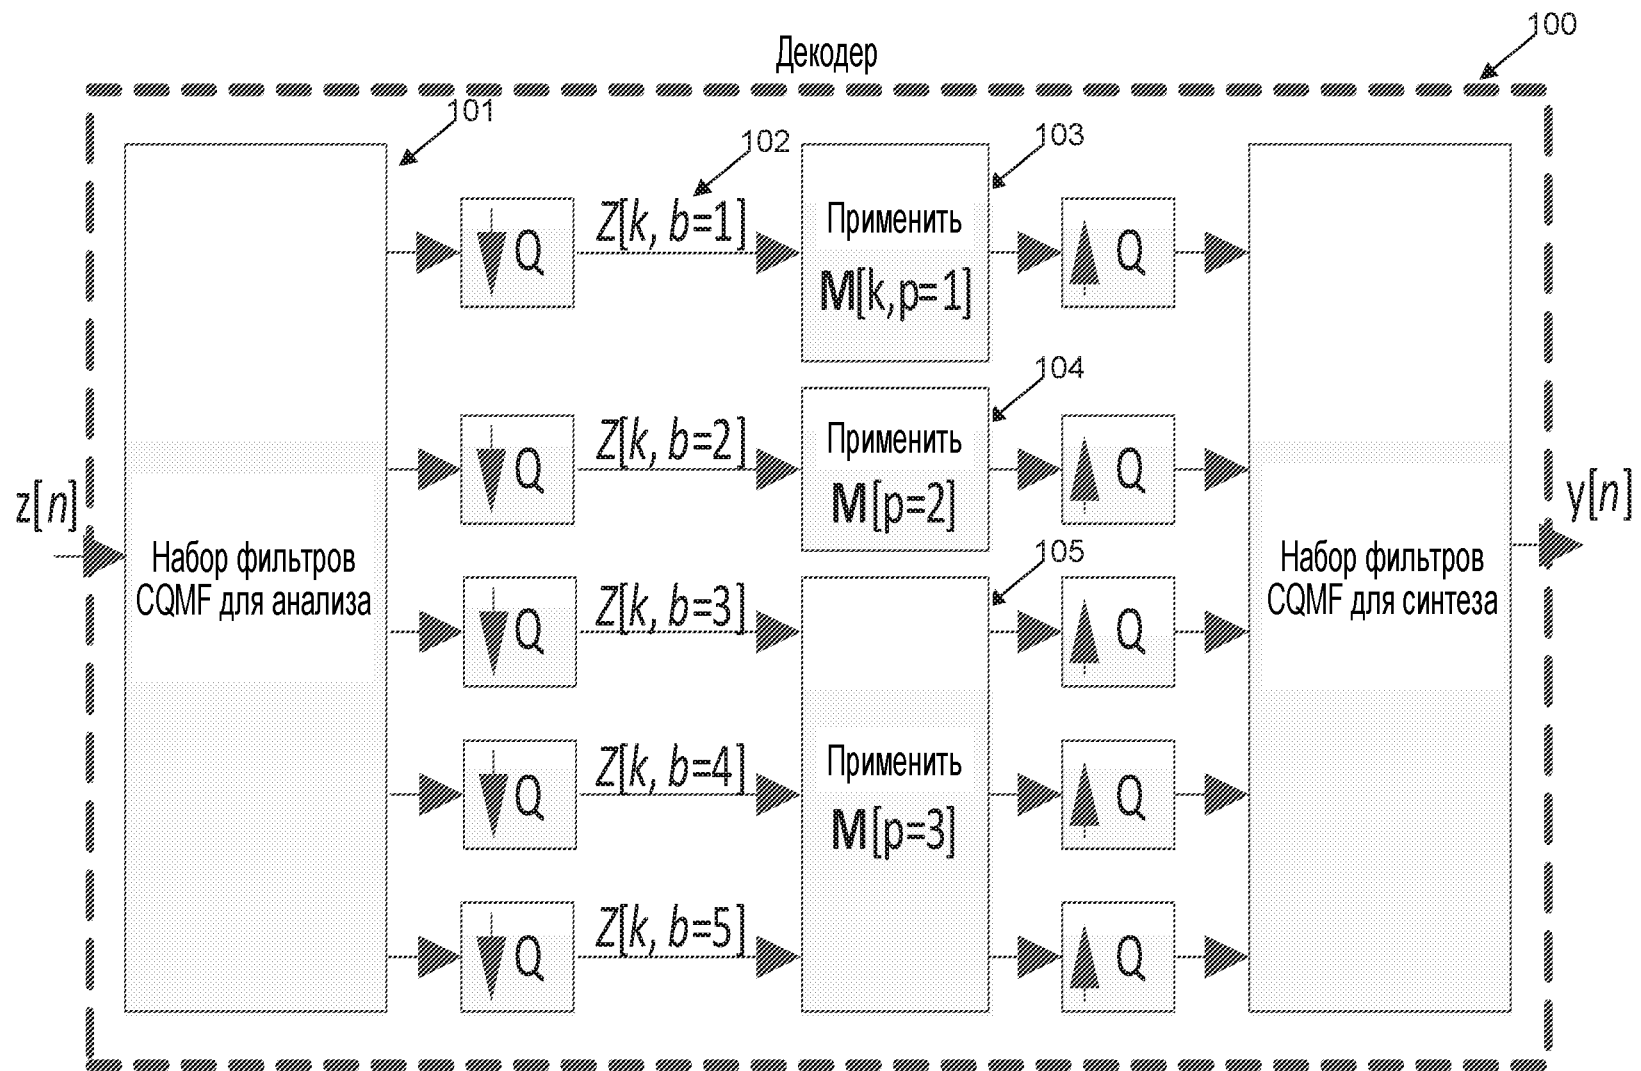 100
Декодер
101
102
103
Q
Z[k, b=1]
Применить
M[k,p=1]
Q
104
Q
Z[k, b=2]
Применить
M[p=2]
Q
z[n]
y[n]
Набор фильтров
CQMF для анализа
105
Набор фильтров
CQMF для синтеза
Q
Z[k, b=3]
Q
Q
Z[k, b=4]
Применить
M[p=3]
Q
Q
Z[k, b=5]
Q